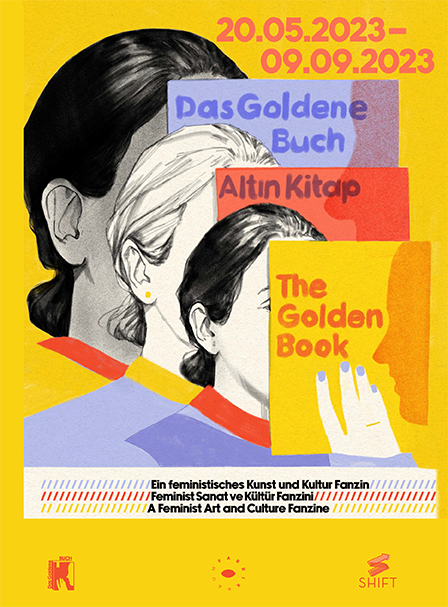 20.05.2023–
09.09.2023
Das Goldene
Buch
Altın Kitap
The
Golden
Book
Ein feministisches Kunst und Kultur Fanzin
Feminist Sanat ve Kültür Fanzini
A Feminist Art and Culture Fanzine
BUCH
SHIFT